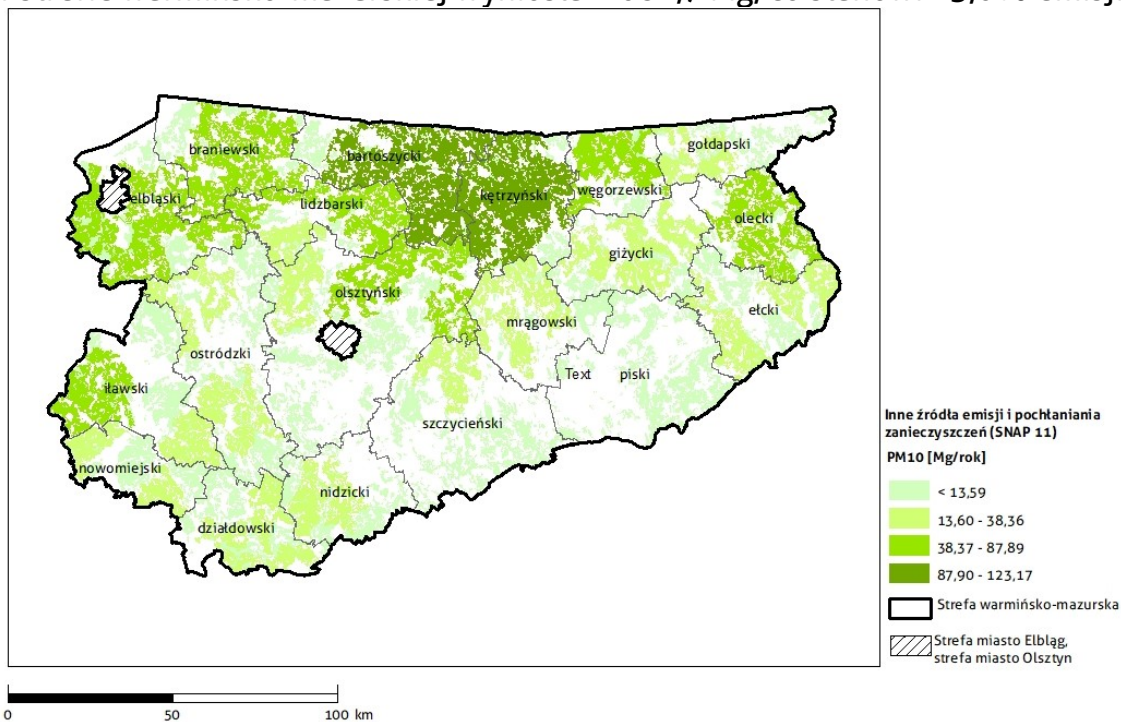 braniewski
bartoszycki
gołdapski
elbląski
lidzbarski
kętrzyński
węgorzewski
olecki
giżycki
olsztyński
ełcki
mrągowski
ostródzki
Text
piski
iławski
szczycieński
nowomiejski
nidzicki
działdowski
Inne źródła emisji i pochłaniania
zanieczyszczeń (SNAP 11)
PM10 [Mg/rok]
< 13,59
13,60 - 38,36
38,37 - 87,89
87,90 - 123,17
Strefa warmińsko-mazurska
Strefa miasto Elbląg,
strefa miasto Olsztyn
0
50
100 km